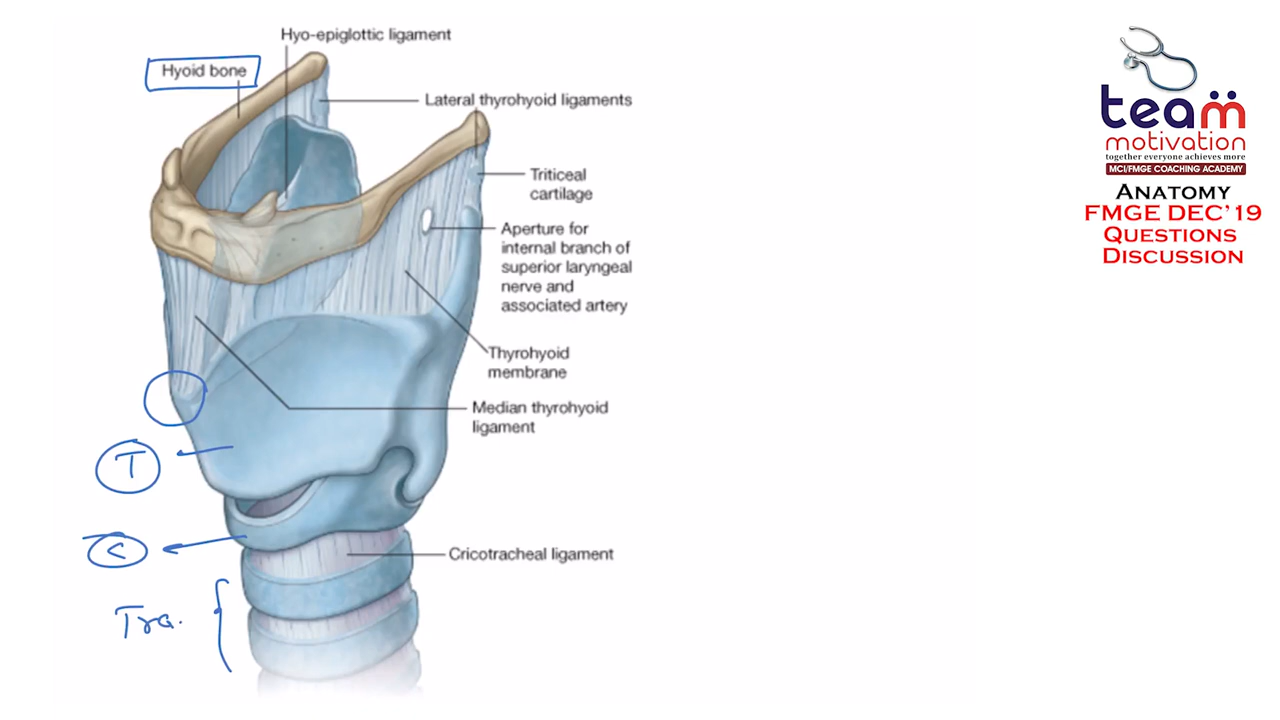 Hyo-epiglottic ligament
Hyoid bone
Lateral thyrohyoid ligaments
Triticeal
cartilage
Aperture for
internal branch of
superior laryngeal
nerve and
associated artery
Thyrohyoid
membrane
Median thyrohyoid
ligament
T
C
Cricotracheal ligament
Tra.
team
motivation
together everyone achieves more
MCI/FMGE COACHING ACADEMY
ANATOMY
FMGE DEC'19
QUESTIONS
DISCUSSION